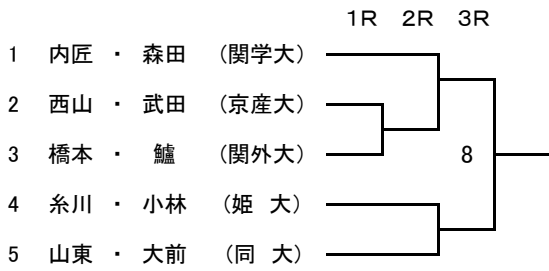 1R 2R 3R
1 内匠 ・ 森田 (関学大)
2 西山 ・ 武田 (京産大)
3 橋本 ・ 鱸 (関外大)
8
4 糸川 ・ 小林 (姫 大)
5 山東 ・ 大前 (同 大)